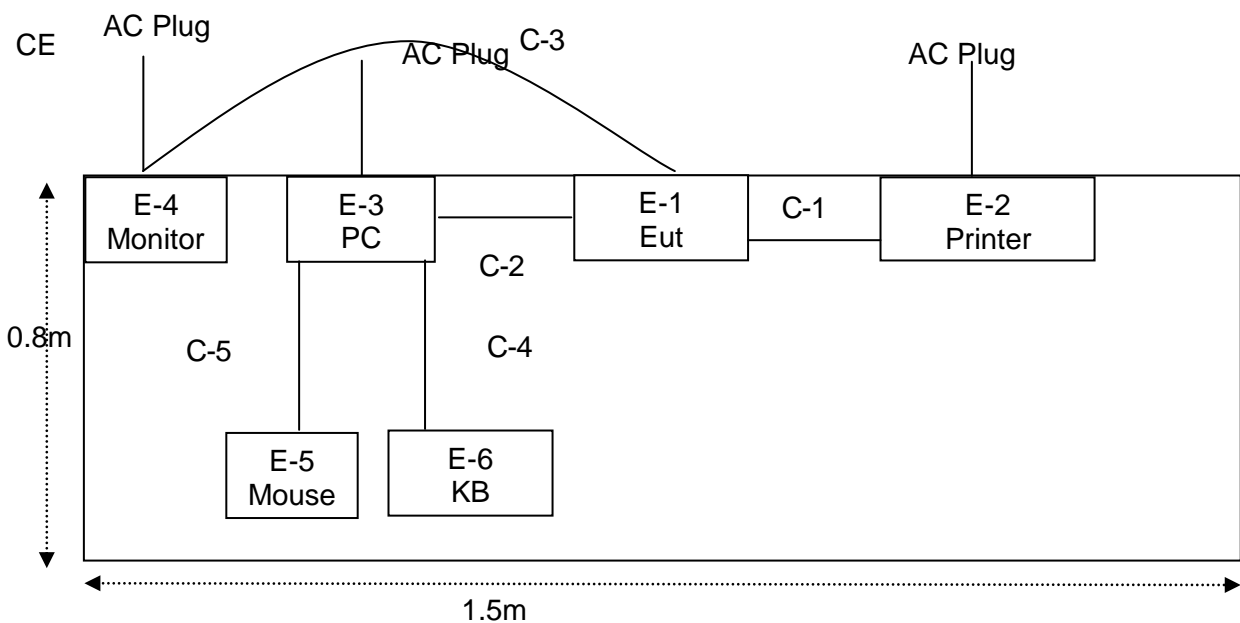 CE
AC Plug
AC Plug
C-3
AC Plug
E-4
Monitor
E-3
PC
E-1
Eut
C-1
E-2
Printer
C-2
0.8m
C-5
C-4
E-5
Mouse
E-6
KB
1.5m